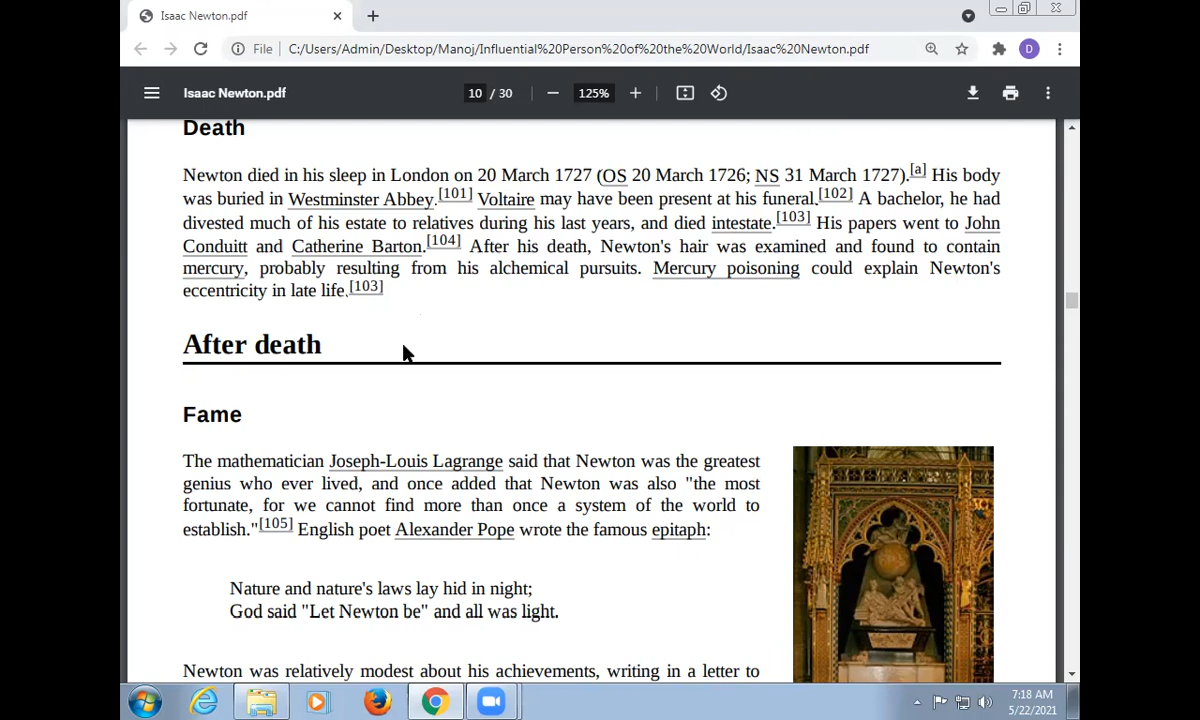 Isaac Newton.pdf
File C:/Users/Admin/Desktop/Manoj/Influential%20Person%20of%20the%20World/Isaac%20Newton.pdf
D
Isaac Newton.pdf
10 / 30
125%
Death
Newton died in his sleep in London on 20 March 1727 (OS 20 March 1726; NS 31 March 1727).[a] His body
was buried in Westminster Abbey.[101] Voltaire may have been present at his funeral.[102] A bachelor, he had
divested much of his estate to relatives during his last years, and died intestate.[103] His papers went to John
Conduitt and Catherine Barton.[104] After his death, Newton's hair was examined and found to contain
mercury, probably resulting from his alchemical pursuits. Mercury poisoning could explain Newton's
eccentricity in late life.[103]
After death
Fame
The mathematician Joseph-Louis Lagrange said that Newton was the greatest
genius who ever lived, and once added that Newton was also "the most
fortunate, for we cannot find more than once a system of the world to
establish."[105] English poet Alexander Pope wrote the famous epitaph:
Nature and nature's laws lay hid in night;
God said "Let Newton be" and all was light.
Newton was relatively modest about his achievements, writing in a letter to
7:18 AM
5/22/2021